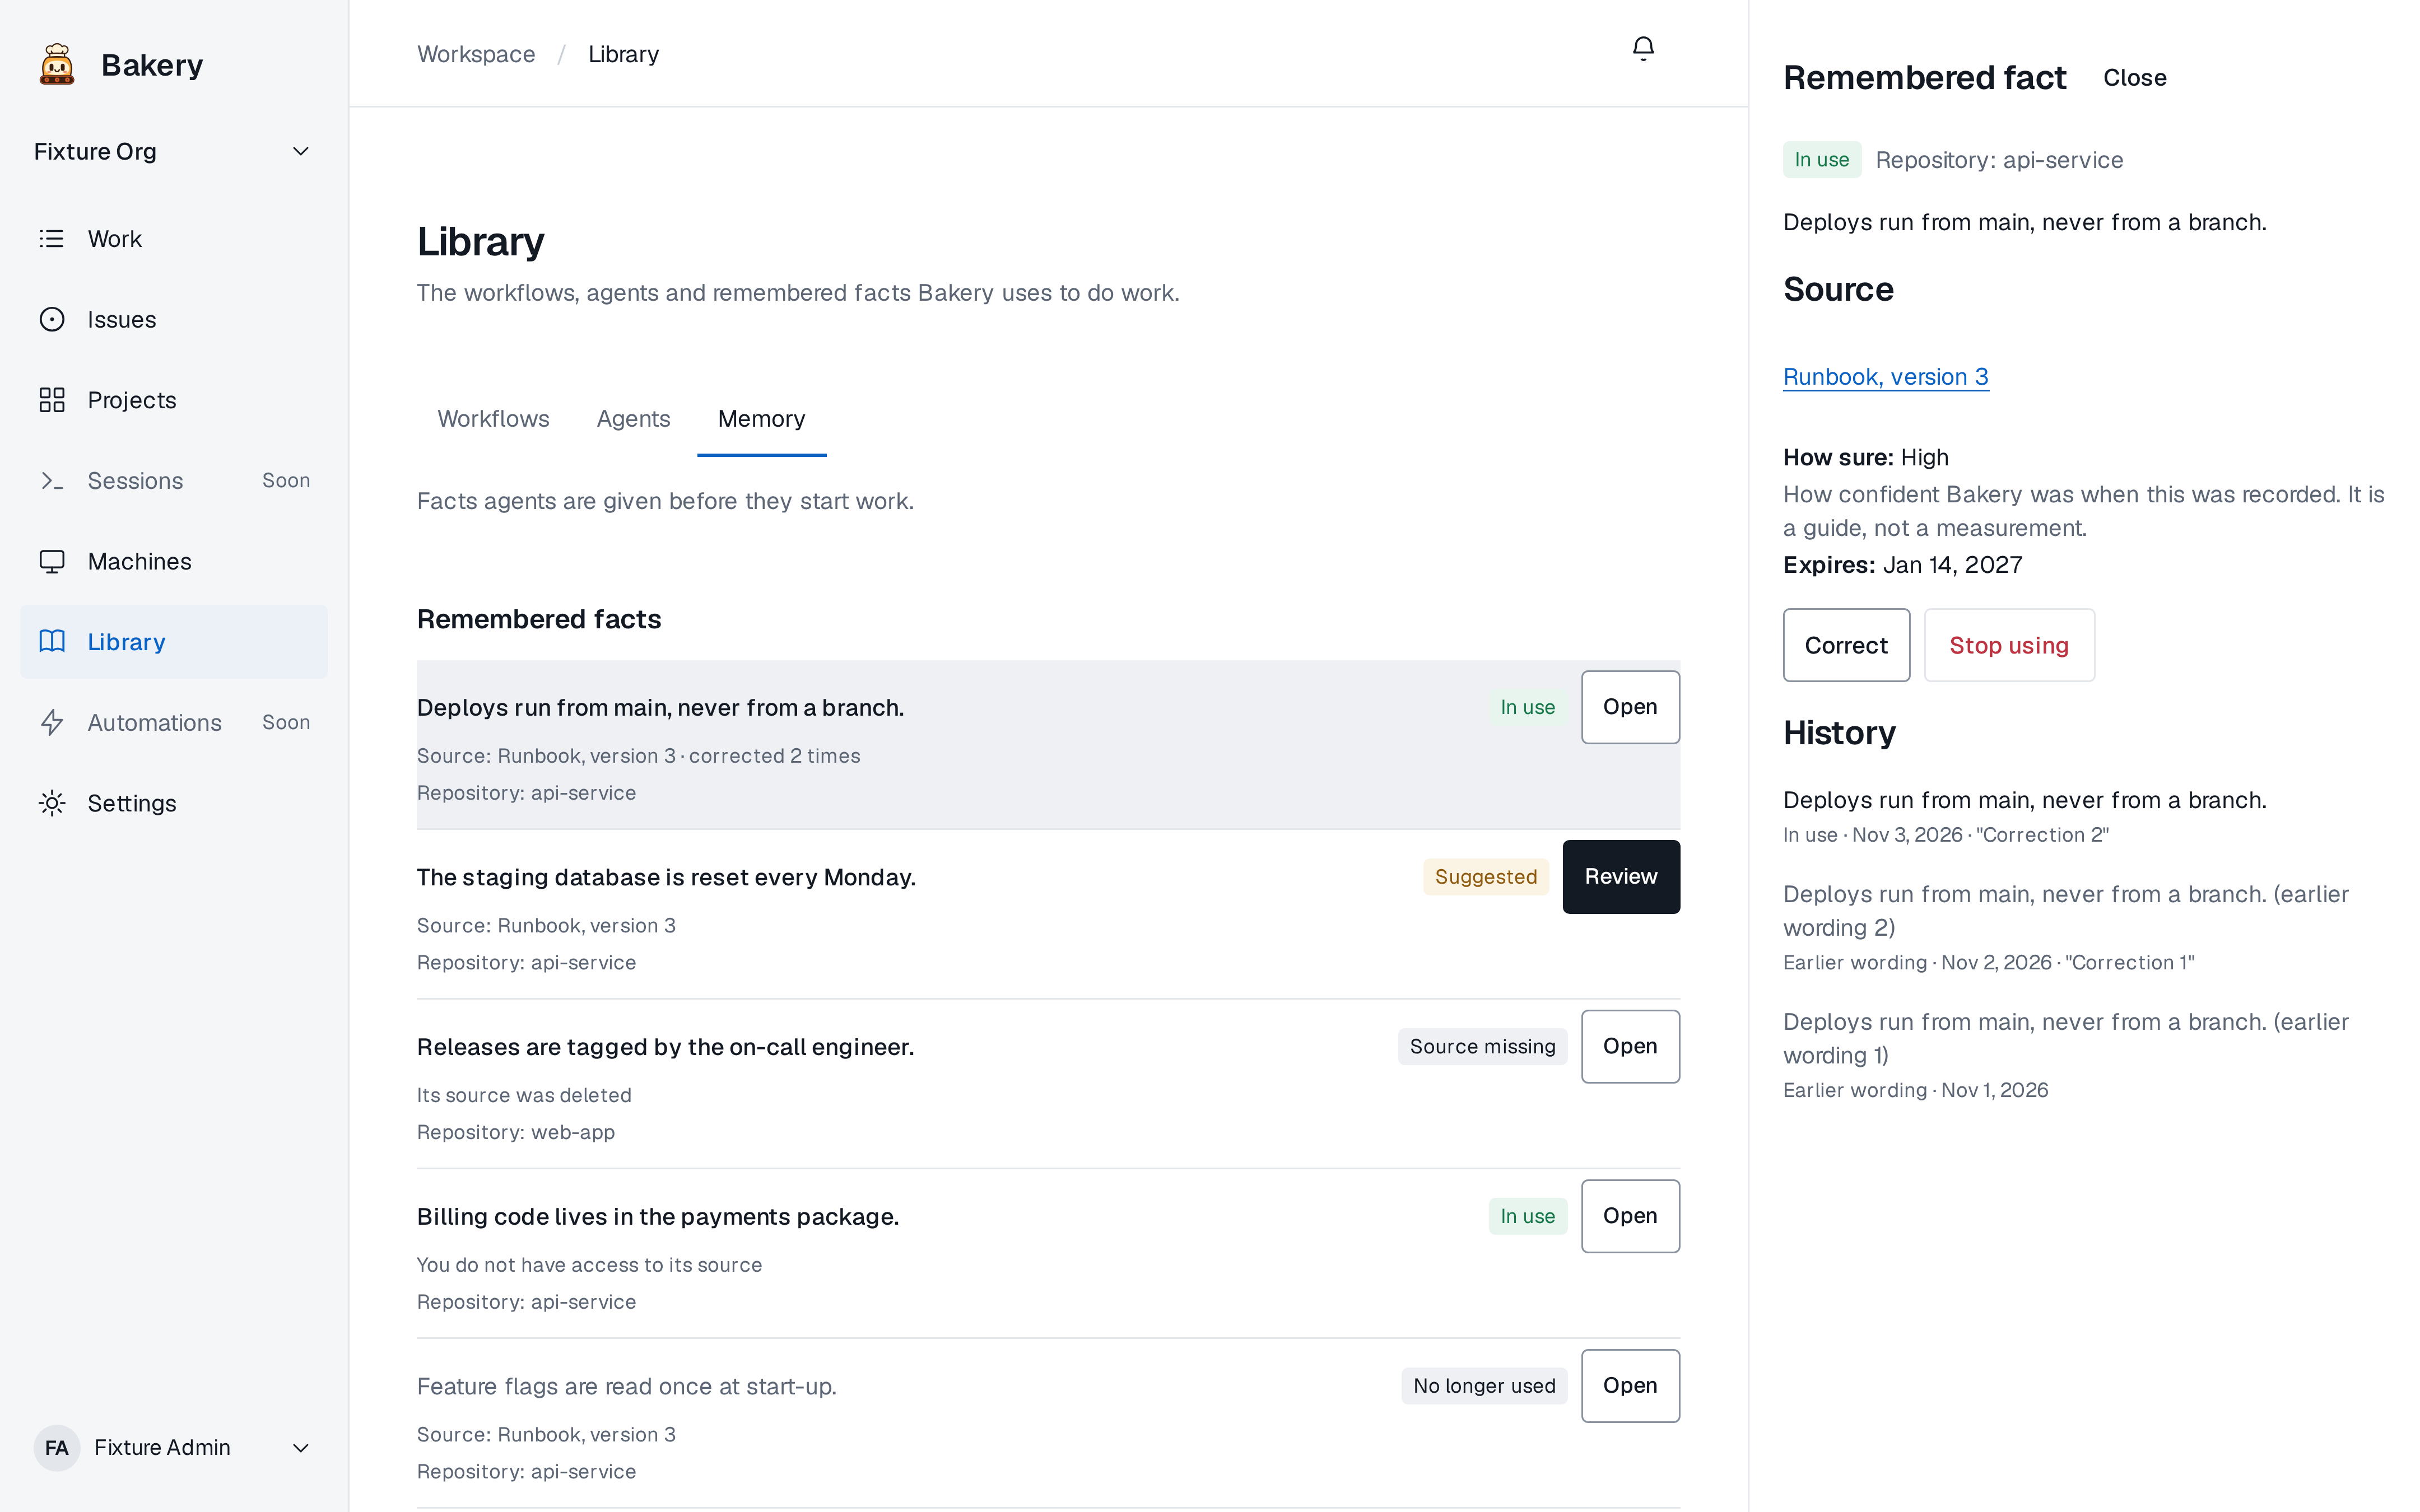 Bakery
Fixture Org
Work
Issues
Projects
Sessions Soon
Machines
Library
Automations Soon
Settings
FA Fixture Admin
Workspace / Library
Library
The workflows, agents and remembered facts Bakery uses to do work.
Workflows Agents Memory
Facts agents are given before they start work.
Remembered facts
Deploys run from main, never from a branch. In use Open
Source: Runbook, version 3 · corrected 2 times
Repository: api-service
The staging database is reset every Monday. Suggested Review
Source: Runbook, version 3
Repository: api-service
Releases are tagged by the on-call engineer. Source missing Open
Its source was deleted
Repository: web-app
Billing code lives in the payments package. In use Open
You do not have access to its source
Repository: api-service
Feature flags are read once at start-up. No longer used Open
Source: Runbook, version 3
Repository: api-service
Remembered fact Close
In use Repository: api-service
Deploys run from main, never from a branch.
Source
Runbook, version 3
How sure: High
How confident Bakery was when this was recorded. It is
a guide, not a measurement.
Expires: Jan 14, 2027
Correct Stop using
History
Deploys run from main, never from a branch.
In use · Nov 3, 2026 · "Correction 2"
Deploys run from main, never from a branch. (earlier
wording 2)
Earlier wording · Nov 2, 2026 · "Correction 1"
Deploys run from main, never from a branch. (earlier
wording 1)
Earlier wording · Nov 1, 2026